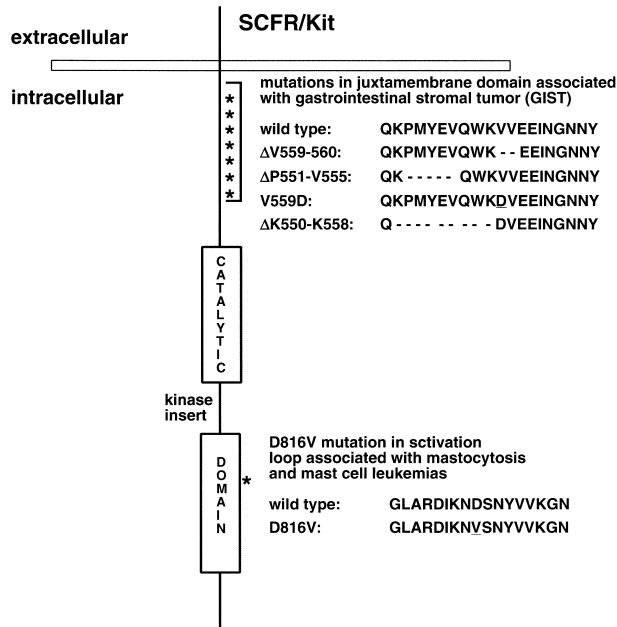 SCFR/Kit
extracellular
intracellular
mutations in juxtamembrane domain associated
with gastrointestinal stromal tumor (GIST)
*
*
*
*
*
*
*
wild type: QKPMYEVQWKVVEEINGNNY
ΔV559-560: QKPMYEVQWK - - EEINGNNY
ΔP551-V555: QK - - - - - QWKVVEEINGNNY
V559D: QKPMYEVQWKDVEEINGNNY
ΔK550-K558: Q - - - - - - - - - DVEEINGNNY
CATALYTIC
kinase
insert
DOMAIN
*
D816V mutation in sctivation
loop associated with mastocytosis
and mast cell leukemias
wild type: GLARDIKNDSNYVVKGN
D816V: GLARDIKNVSNYVVKGN